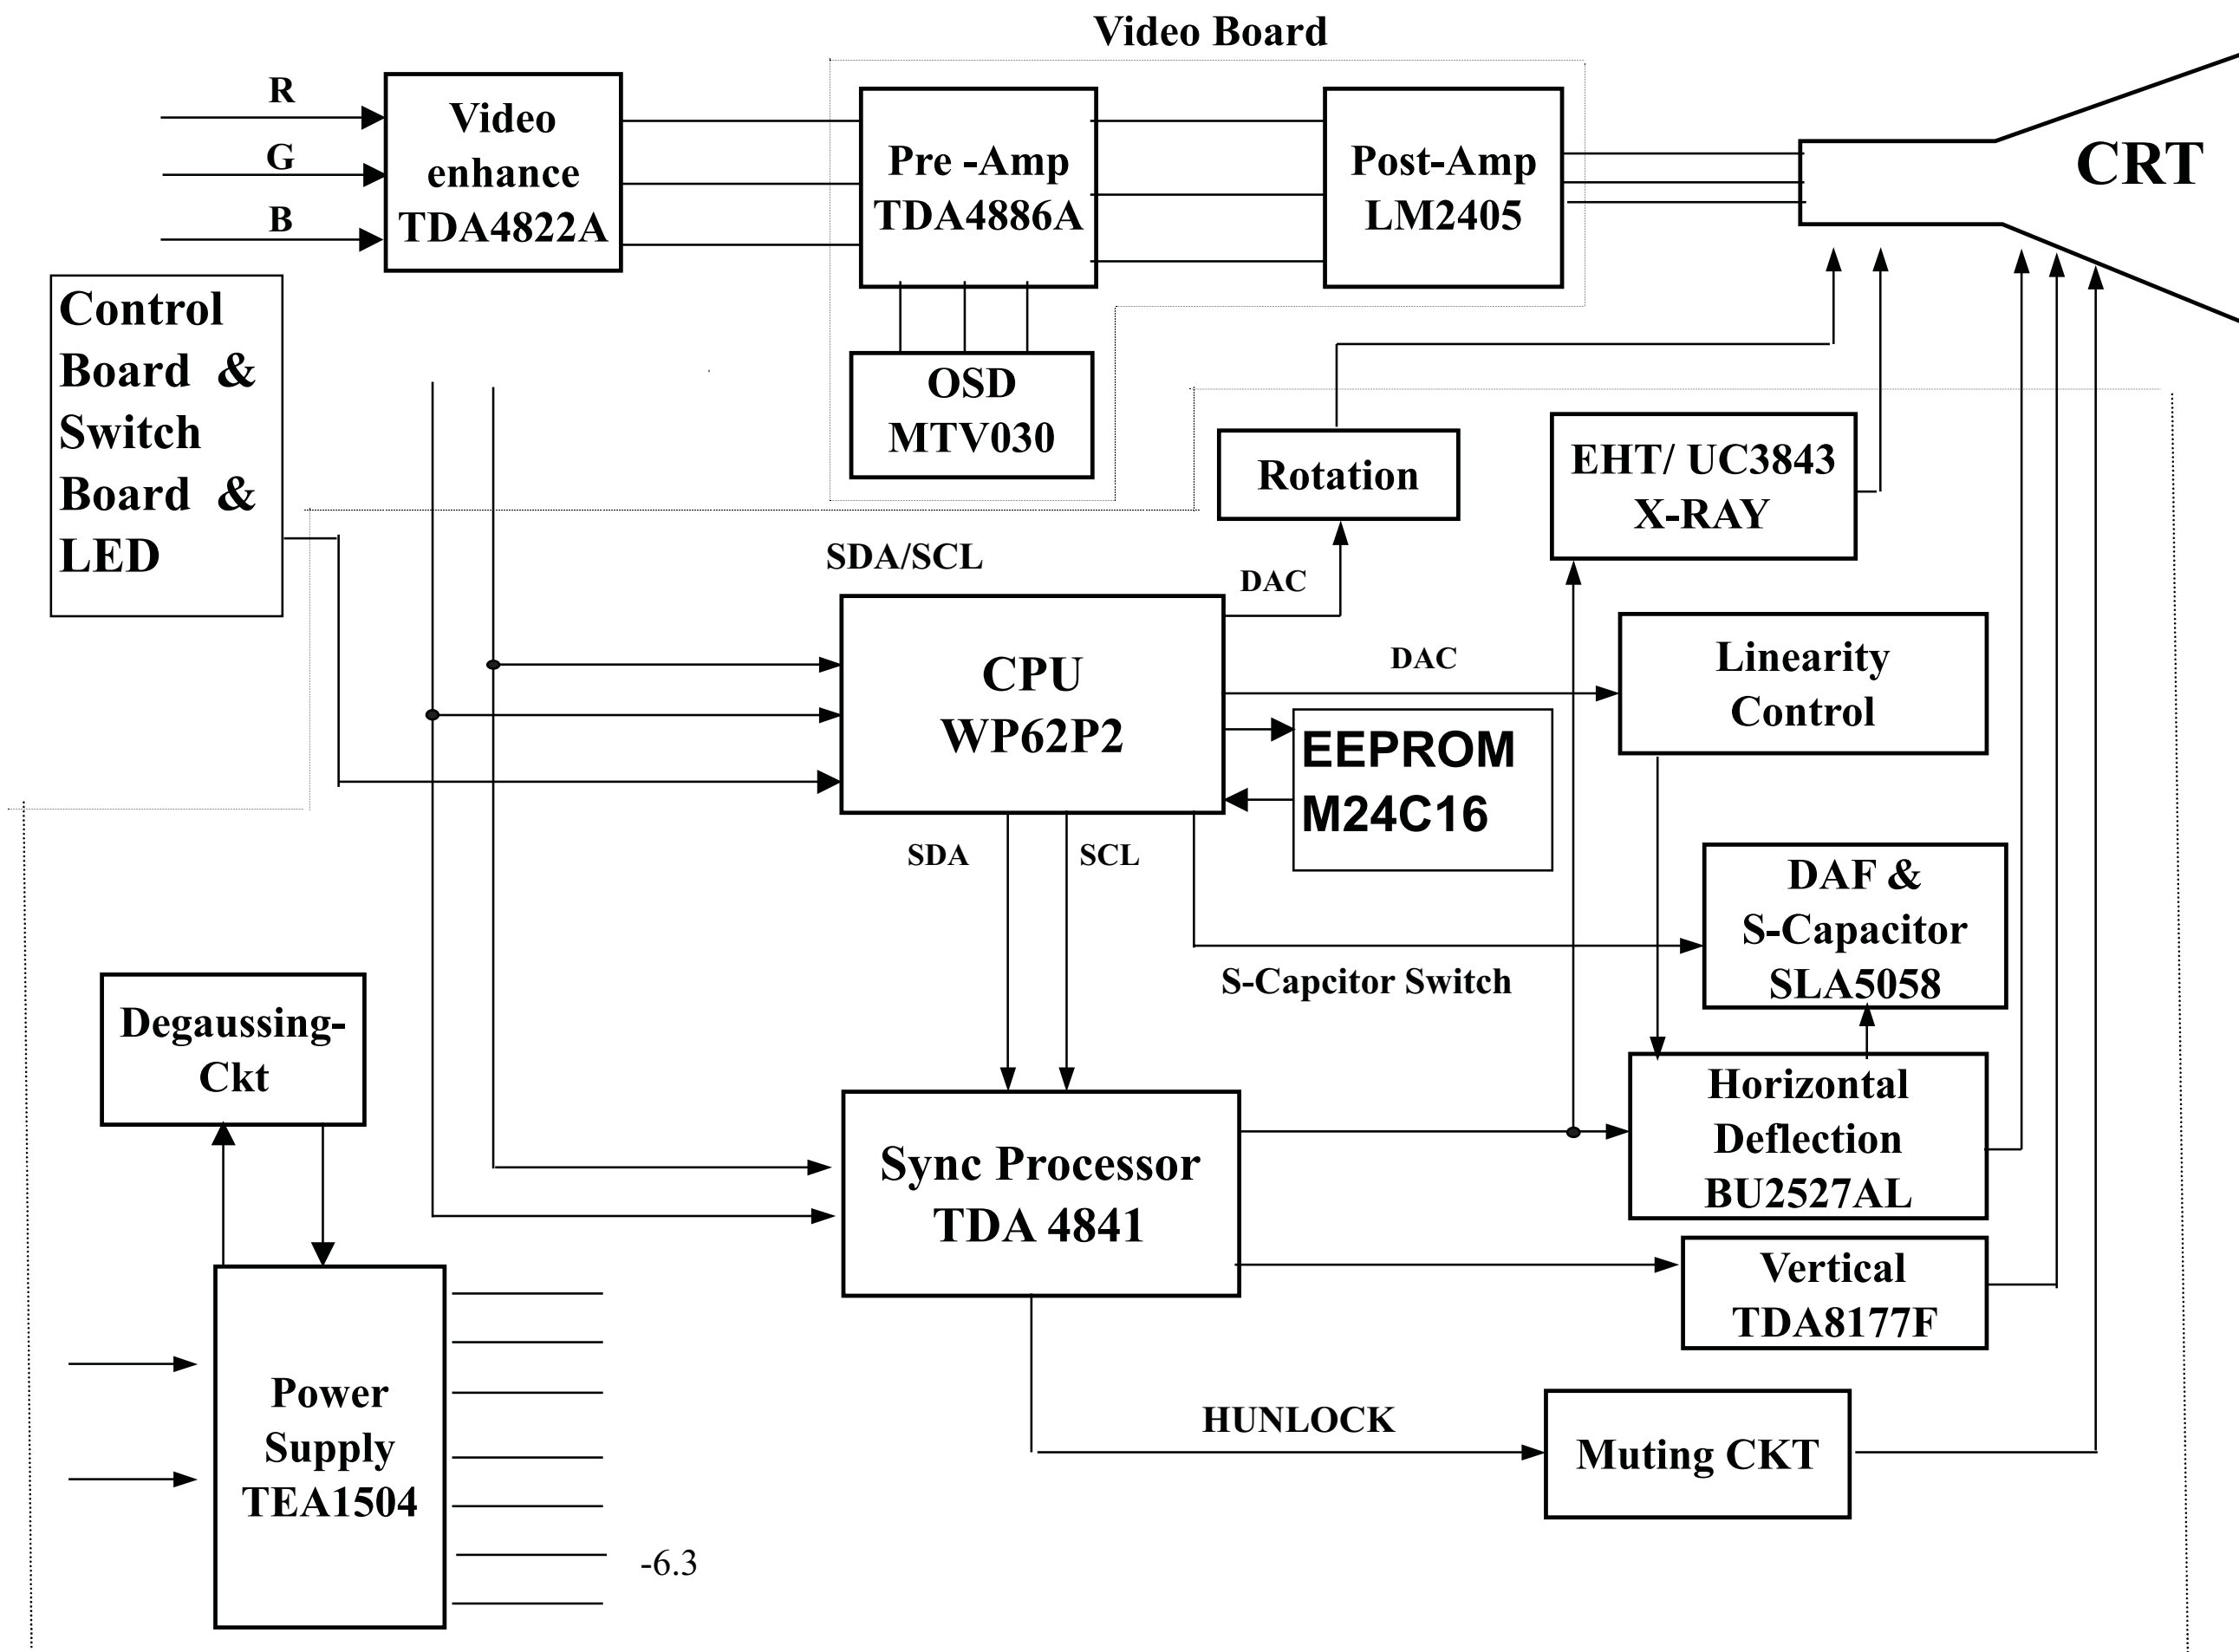 Video Board
R
G
B
Video
enhance
TDA4822A
Pre -Amp
TDA4886A
Post-Amp
LM2405
CRT
Control
Board &
Switch
Board &
LED
OSD
MTV030
Rotation
EHT/ UC3843
X-RAY
SDA/SCL
DAC
CPU
WP62P2
DAC
Linearity
Control
EEPROM
M24C16
SDA
SCL
DAF &
S-Capacitor
SLA5058
S-Capcitor Switch
Degaussing-
Ckt
Sync Processor
TDA 4841
Horizontal
Deflection
BU2527AL
Vertical
TDA8177F
Power
Supply
TEA1504
HUNLOCK
Muting CKT
-6.3